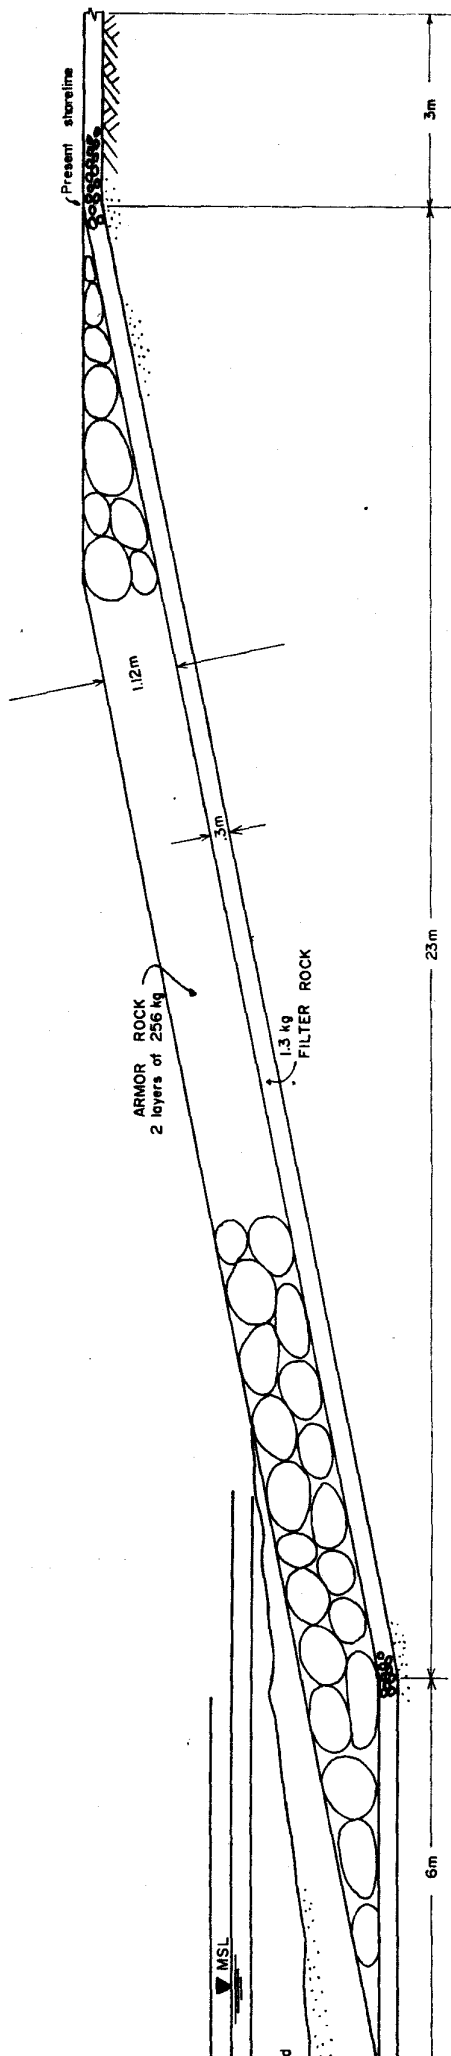 Present shoreline
3m
1.12m
.3m
23m
ARMOR ROCK
2 layers of 256 kg
1.3 kg
FILTER ROCK
MSL
6m